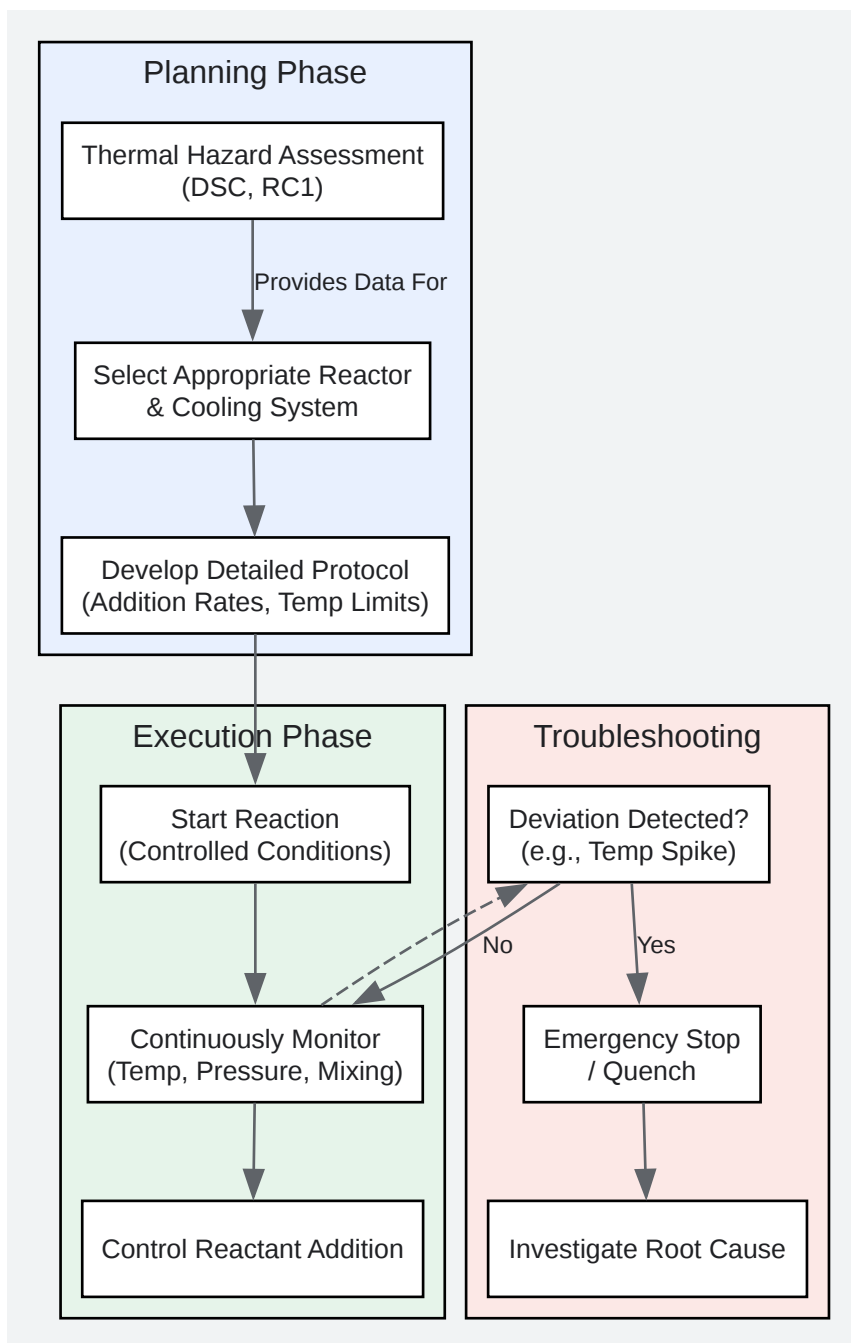 Planning Phase
Thermal Hazard Assessment
(DSC, RC1)
Provides Data For
Select Appropriate Reactor
& Cooling System
Develop Detailed Protocol
(Addition Rates, Temp Limits)
Execution Phase
Start Reaction
(Controlled Conditions)
Continuously Monitor
(Temp, Pressure, Mixing)
Control Reactant Addition
Troubleshooting
Deviation Detected?
(e.g., Temp Spike)
No
Yes
Emergency Stop
/ Quench
Investigate Root Cause